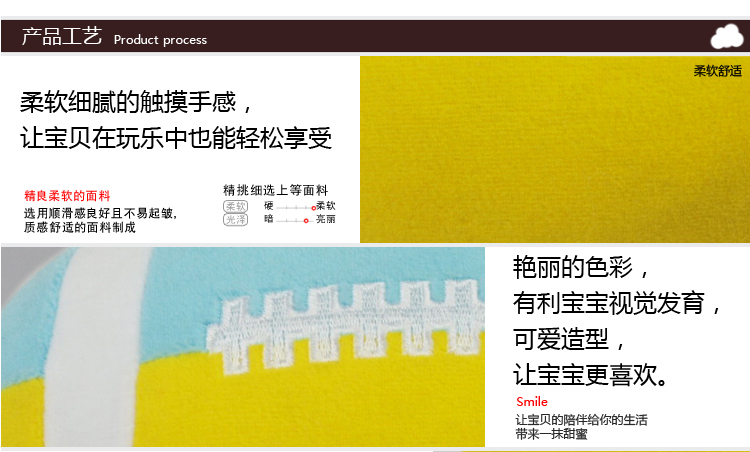 产品工艺 Product process
柔软舒适
柔软细腻的触摸手感，
让宝贝在玩乐中也能轻松享受
精良柔软的面料
选用顺滑感良好且不易起皱，
质感舒适的面料制成
精挑细选上等面料
柔软 硬 柔软
光泽 暗 亮丽
艳丽的色彩，
有利宝宝视觉发育，
可爱造型，
让宝宝更喜欢。
Smile
让宝贝的陪伴给你的生活
带来一抹甜蜜